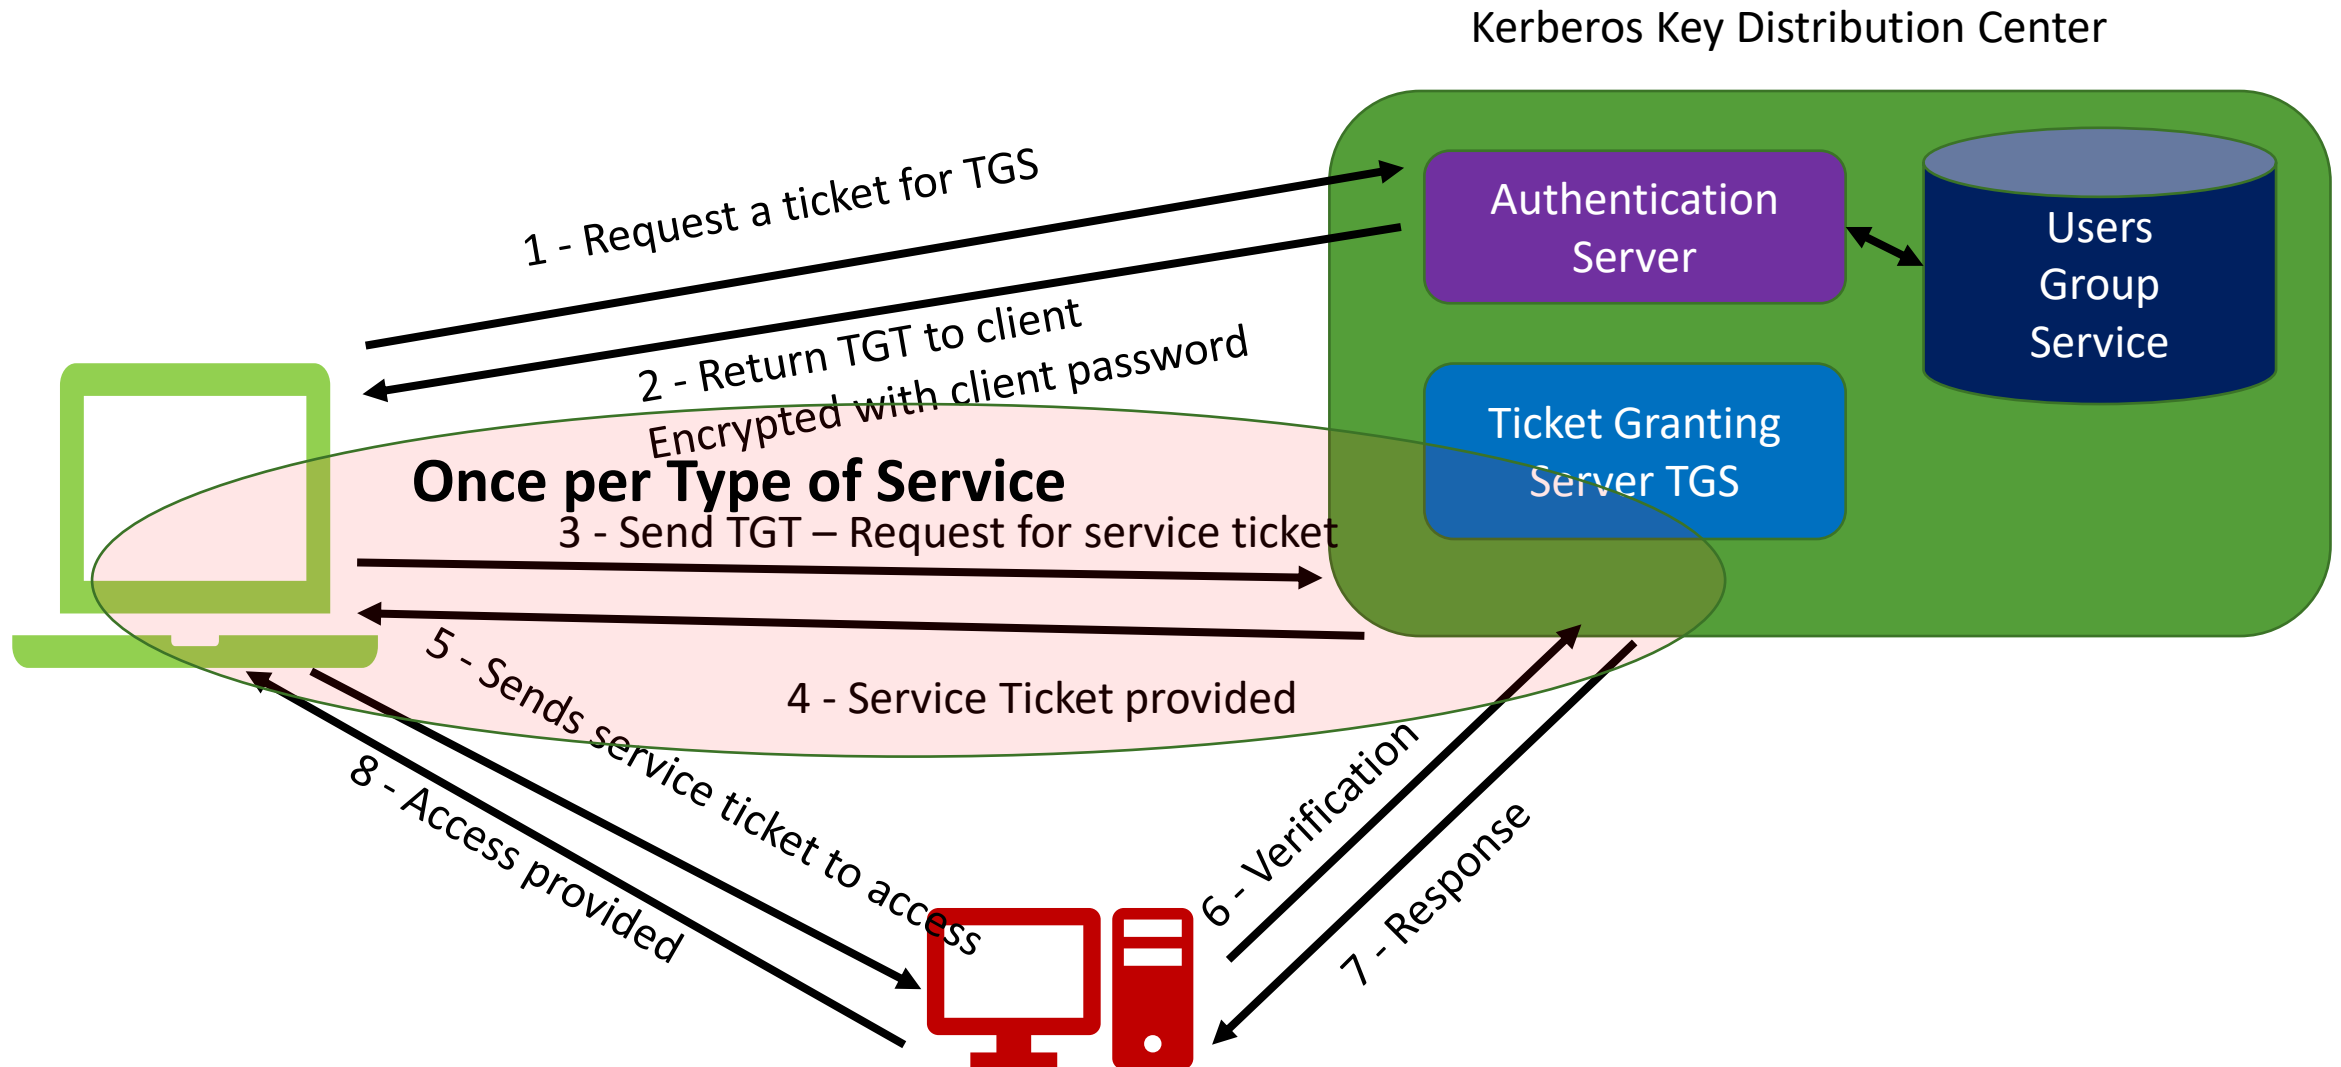 Kerberos Key Distribution Center
1 - Request a ticket for TGS
Authentication
Server
Users
Group
Service
2 - Return TGT to client
Encrypted with client password
Ticket Granting
Server TGS
Once per Type of Service
3 - Send TGT – Request for service ticket
4 - Service Ticket provided
5 - Sends service ticket to access
8 - Access provided
6 - Verification
7 - Response